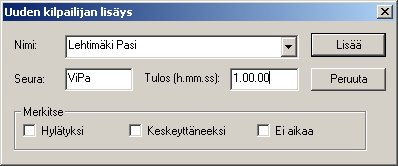 Uuden kilpailijan lisäys
Nimi: Lehtimäki Pasi Lisää
Seura: ViPa Tulos (h.mm.ss): 1.00.00 Peruuta
Merkitse
Hylätyksi Keskeyttäneeksi Ei aikaa